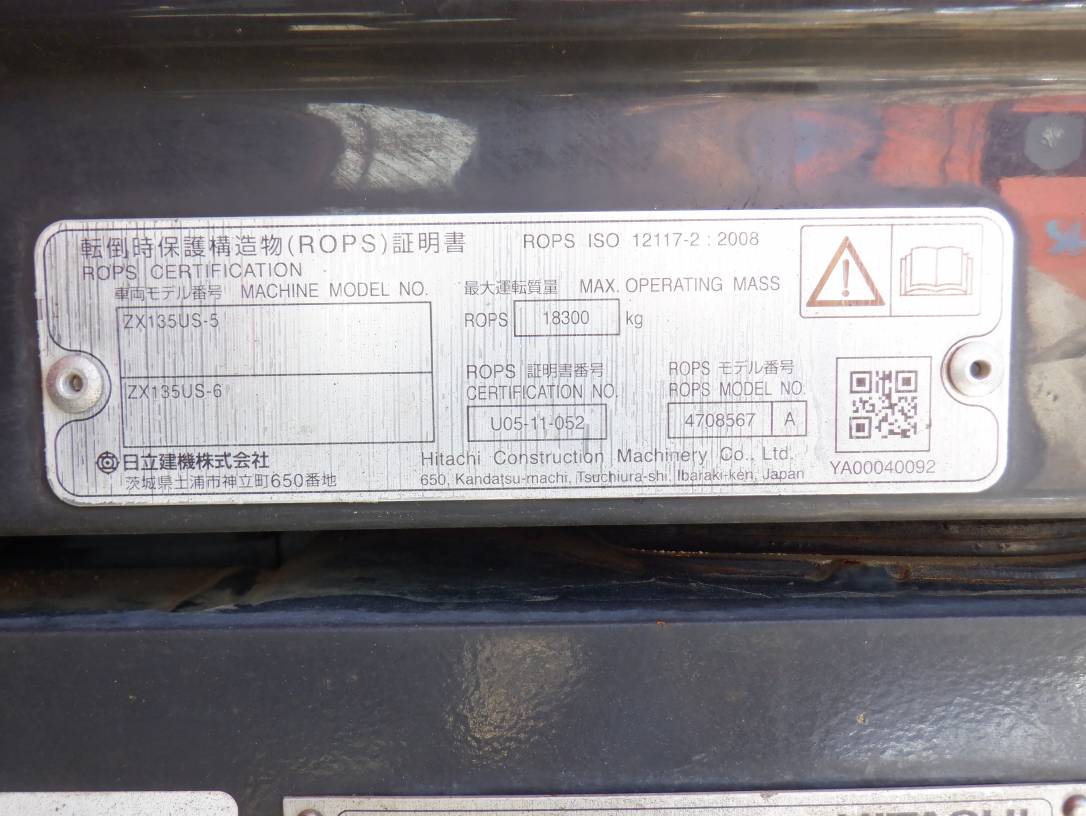 転倒時保護構造物(ROPS)証明書
ROPS CERTIFICATION
ROPS ISO 12117-2 : 2008
車両モデル番号 MACHINE MODEL NO.
ZX135US-5
ZX135US-6
最大運転質量 MAX. OPERATING MASS
ROPS 18300 kg
ROPS 証明書番号
CERTIFICATION NO.
U05-11-052
ROPS モデル番号
ROPS MODEL NO.
4708567 A
日立建機株式会社
茨城県土浦市神立町650番地
Hitachi Construction Machinery Co., Ltd.
650, Kandatsu-machi, Tsuchiura-shi, Ibaraki-ken, Japan
YA00040092
HITACHI